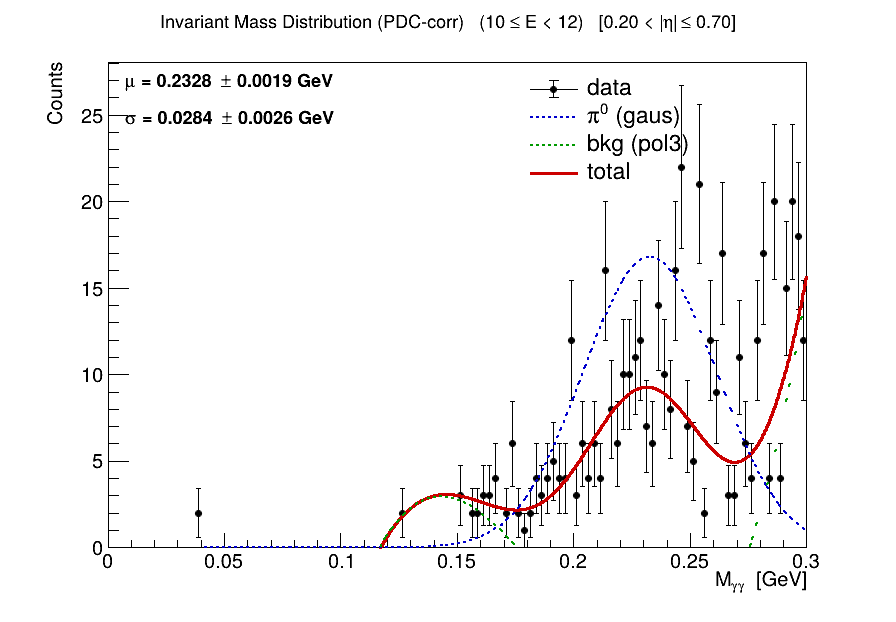 Invariant Mass Distribution (PDC-corr) (10 ≤ E < 12) [0.20 < |η| ≤ 0.70]
Counts
μ = 0.2328 ± 0.0019 GeV
σ = 0.0284 ± 0.0026 GeV
data
π⁰ (gaus)
bkg (pol3)
total
25
20
15
10
5
0
0 0.05 0.1 0.15 0.2 0.25 0.3
M_γγ [GeV]